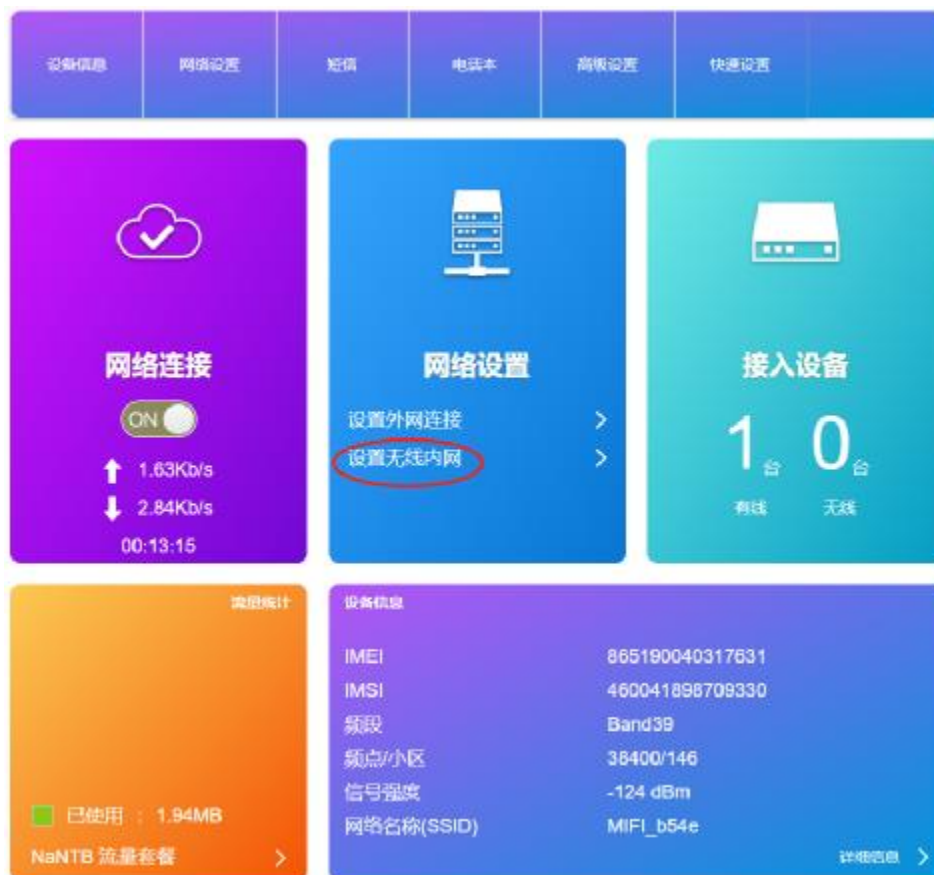 设备信息 网络设置 短信 电话本 高级设置 快速设置
网络连接
ON
1.63Kb/s
2.84Kb/s
00:13:15
网络设置
设置外网连接
设置无线内网
接入设备
1台 0台
有线 无线
流量统计
已使用 : 1.94MB
NaNTB 流量套餐
设备信息
IMEI 865190040317631
IMSI 460041898709330
频段 Band39
频点/小区 38400/146
信号强度 -124 dBm
网络名称(SSID) MIFI_b54e
详细信息